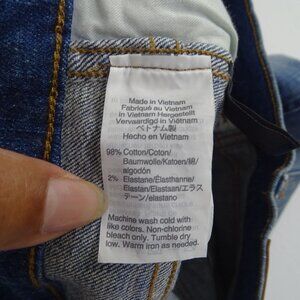 Made in Vietnam
Fabriqué au Vietnam
in Vietnam Hergestellt
Vervaardigd in Vietnam
ベトナム製
Hecho en Vietnam
98% Cotton/Coton/
Baumwolle/Katoen/綿/
algodón
2% Elastane/Élasthanne/
Elastan/Elastaan/エラス
テーン/elastano
Machine wash cold with
like colors. Non-chlorine
bleach only. Tumble dry
low. Warm iron as needed.